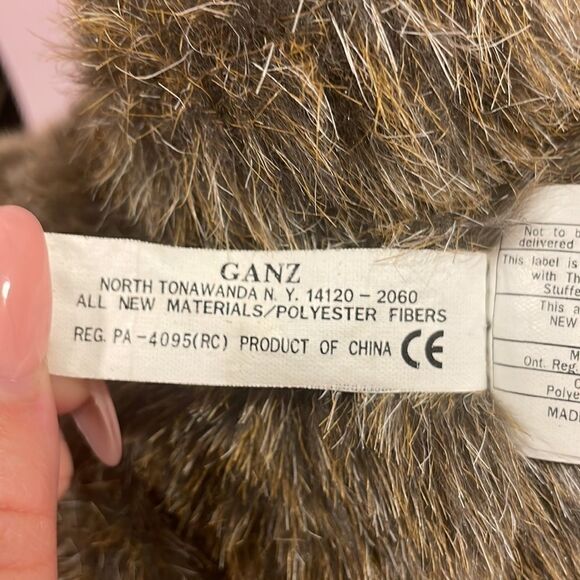 GANZ
NORTH TONAWANDA N. Y. 14120 - 2060
ALL NEW MATERIALS/POLYESTER FIBERS
REG. PA -4095(RC) PRODUCT OF CHINA CE
Not to b
delivered
This label is
with Th
Stuffe
This a
NEW
M
Ont. Reg.
Polye
MAD